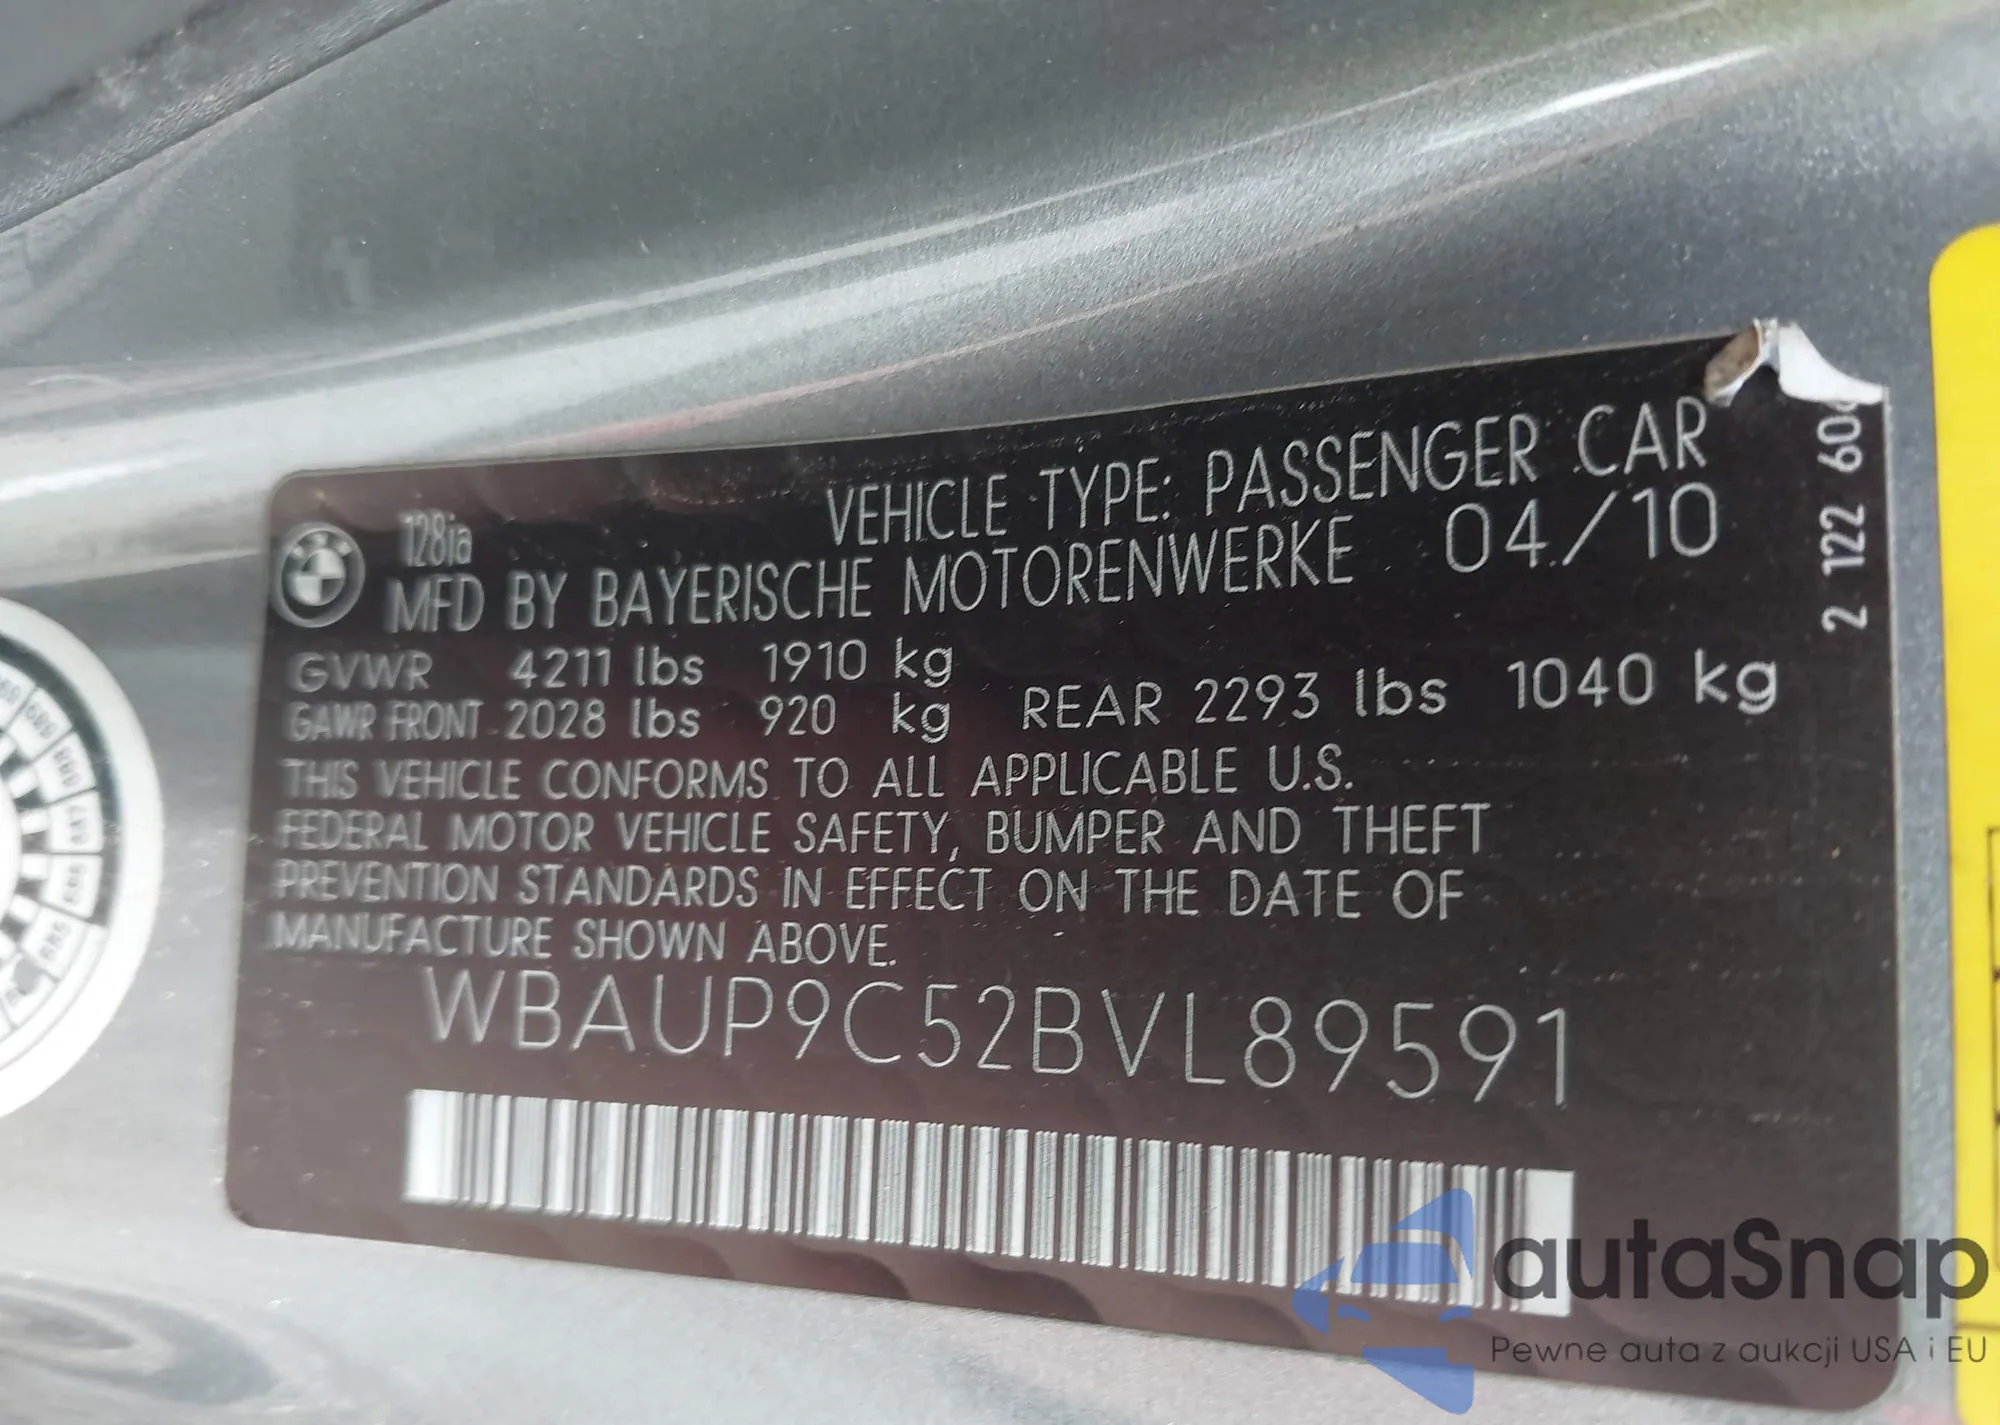 128ia
VEHICLE TYPE: PASSENGER CAR
MFD BY BAYERISCHE MOTORENWERKE 04/10
GVWR 4211 lbs 1910 kg
GAWR FRONT 2028 lbs 920 kg REAR 2293 lbs 1040 kg
THIS VEHICLE CONFORMS TO ALL APPLICABLE U.S.
FEDERAL MOTOR VEHICLE SAFETY, BUMPER AND THEFT
PREVENTION STANDARDS IN EFFECT ON THE DATE OF
MANUFACTURE SHOWN ABOVE.
WBAUP9C52BVL89591
2 122 60
autaSnap
Pewne auta z aukcji USA i EU